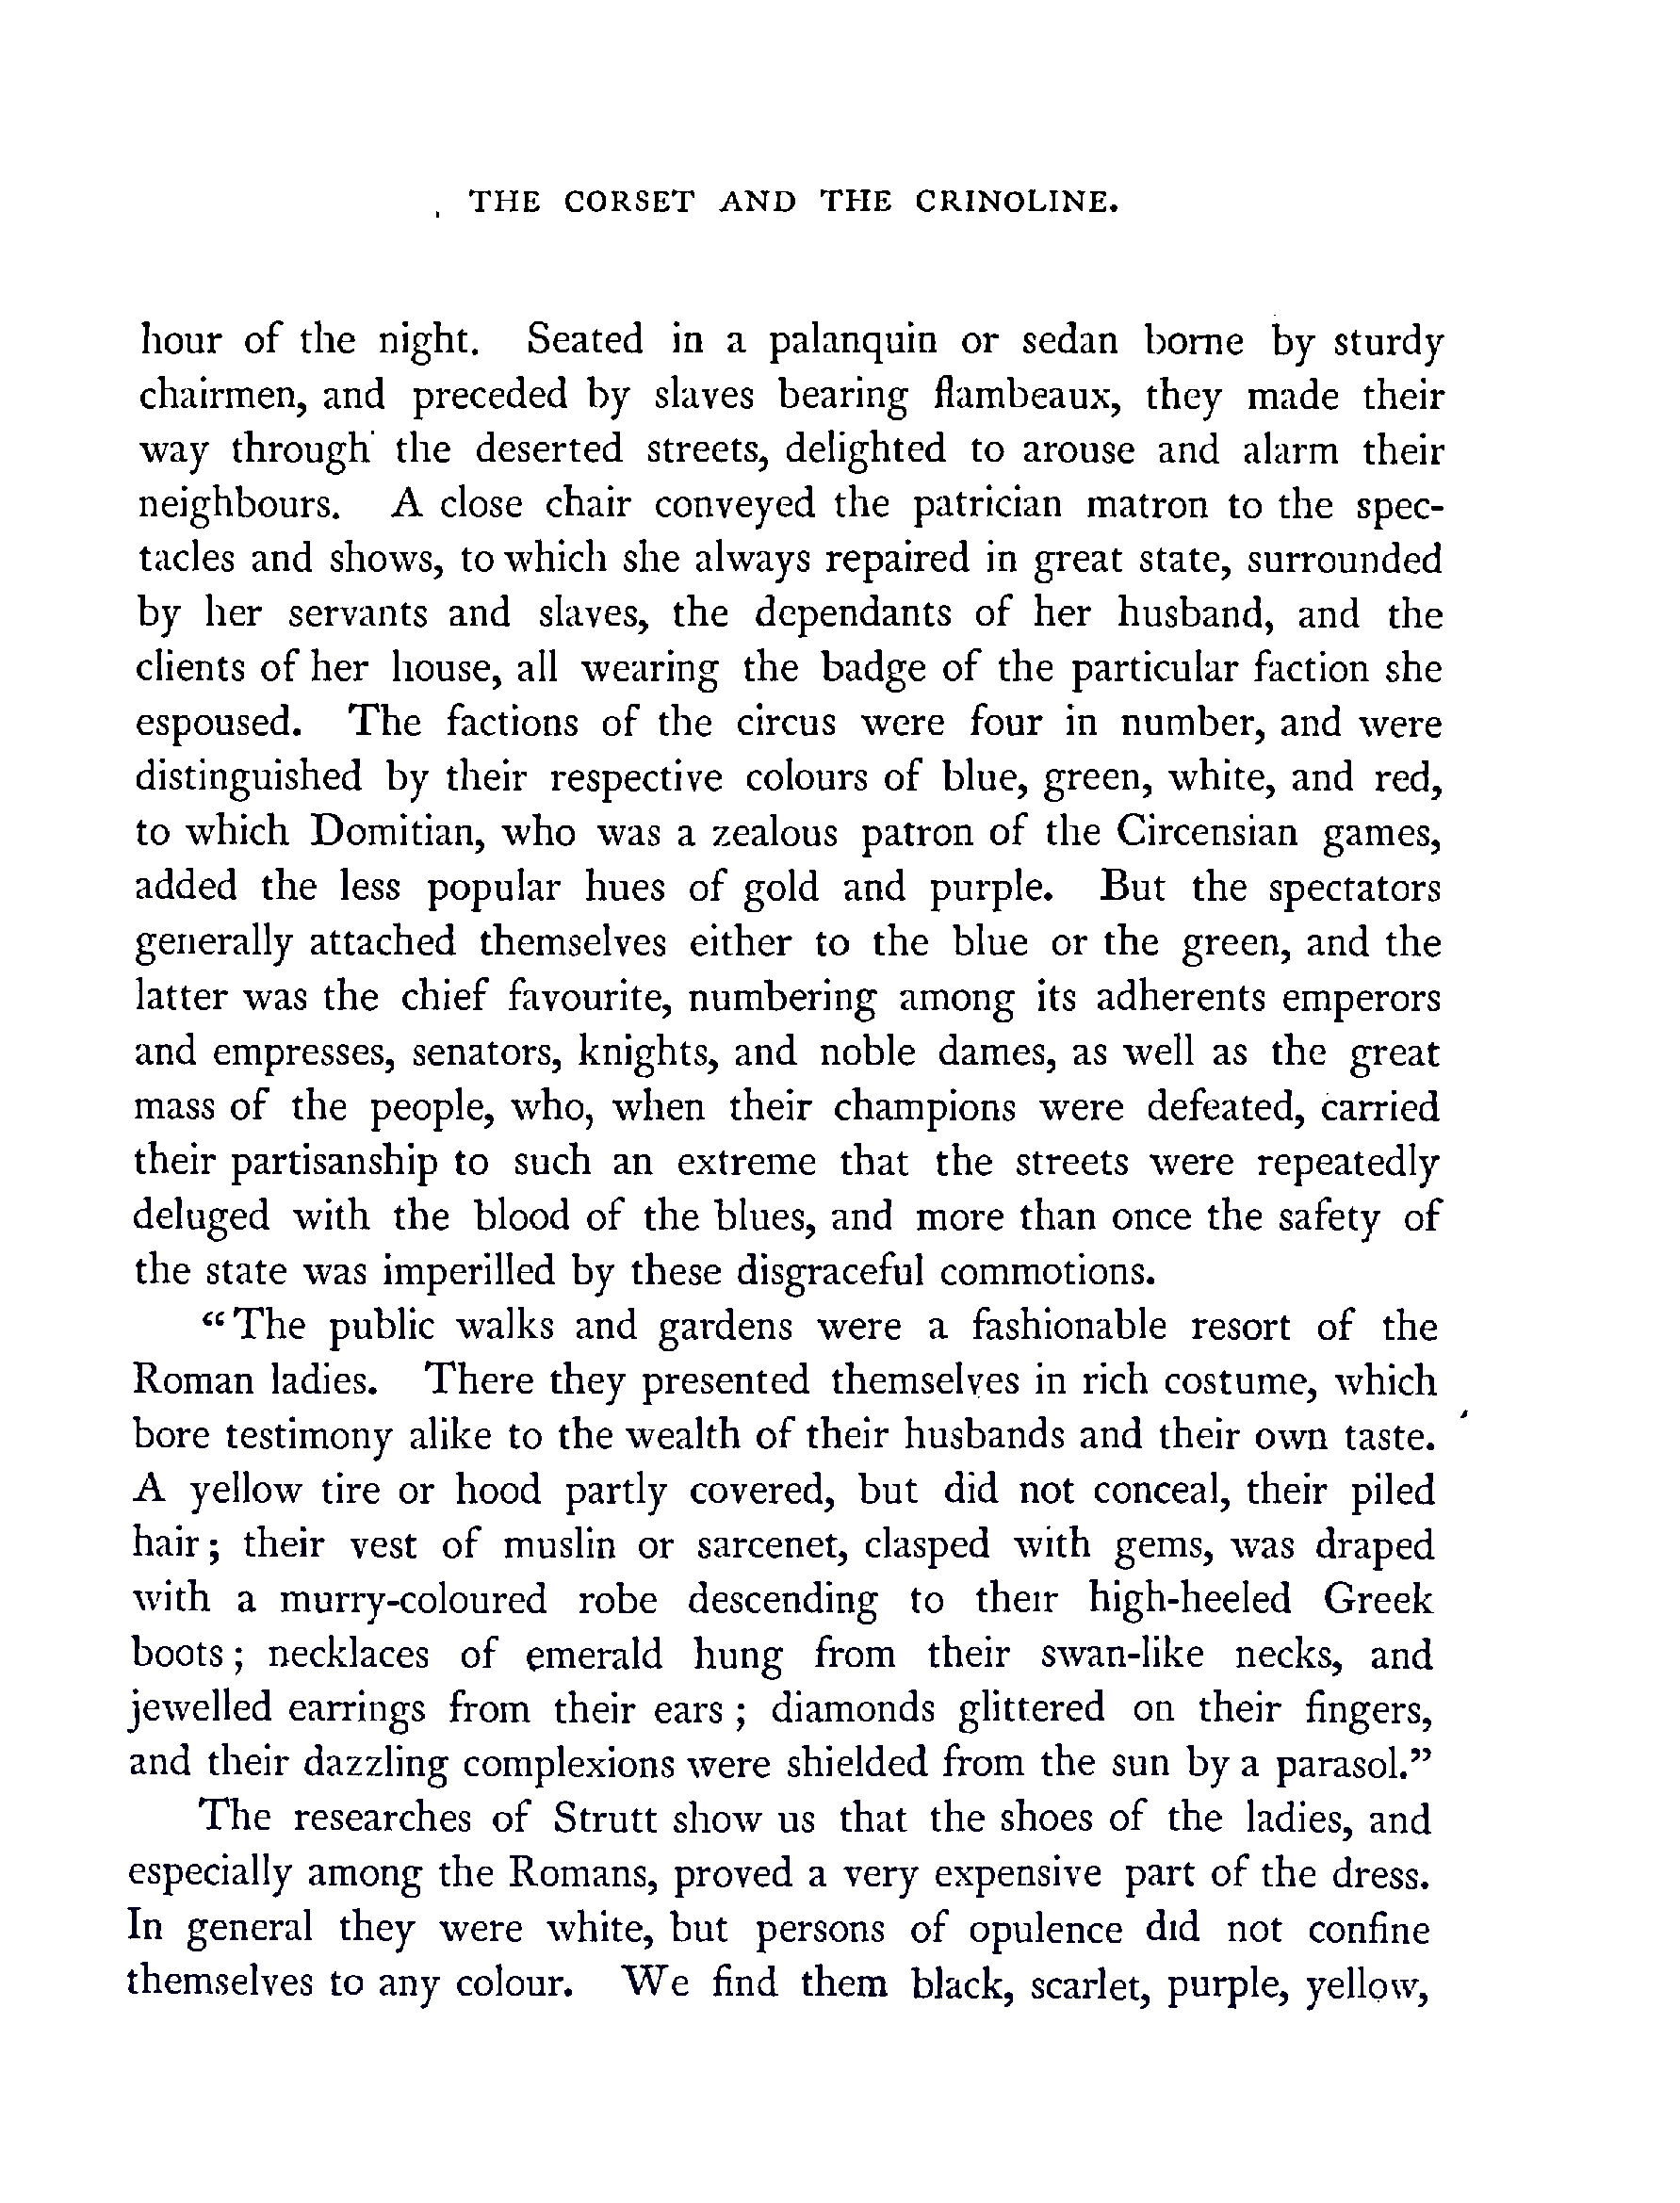 THE CORSET AND THE CRINOLINE.
hour of the night. Seated in a palanquin or sedan borne by sturdy
chairmen, and preceded by slaves bearing flambeaux, they made their
way through the deserted streets, delighted to arouse and alarm their
neighbours. A close chair conveyed the patrician matron to the spec-
tacles and shows, to which she always repaired in great state, surrounded
by her servants and slaves, the dependants of her husband, and the
clients of her house, all wearing the badge of the particular faction she
espoused. The factions of the circus were four in number, and were
distinguished by their respective colours of blue, green, white, and red,
to which Domitian, who was a zealous patron of the Circensian games,
added the less popular hues of gold and purple. But the spectators
generally attached themselves either to the blue or the green, and the
latter was the chief favourite, numbering among its adherents emperors
and empresses, senators, knights, and noble dames, as well as the great
mass of the people, who, when their champions were defeated, carried
their partisanship to such an extreme that the streets were repeatedly
deluged with the blood of the blues, and more than once the safety of
the state was imperilled by these disgraceful commotions.
“The public walks and gardens were a fashionable resort of the
Roman ladies. There they presented themselves in rich costume, which
bore testimony alike to the wealth of their husbands and their own taste.
A yellow tire or hood partly covered, but did not conceal, their piled
hair; their vest of muslin or sarcenet, clasped with gems, was draped
with a murry-coloured robe descending to their high-heeled Greek
boots; necklaces of emerald hung from their swan-like necks, and
jewelled earrings from their ears; diamonds glittered on their fingers,
and their dazzling complexions were shielded from the sun by a parasol.”
The researches of Strutt show us that the shoes of the ladies, and
especially among the Romans, proved a very expensive part of the dress.
In general they were white, but persons of opulence did not confine
themselves to any colour. We find them black, scarlet, purple, yellow,